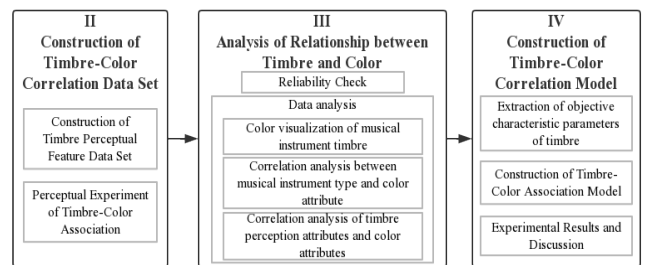 II
Construction of
Timbre-Color
Correlation Data Set
Construction of
Timbre Perceptual
Feature Data Set
Perceptual Experiment
of Timbre-Color
Association
III
Analysis of Relationship between
Timbre and Color
Reliability Check
Data analysis
Color visualization of musical
instrument timbre
Correlation analysis between
musical instrument type and color
attribute
Correlation analysis of timbre
perception attributes and color
attributes
IV
Construction of
Timbre-Color
Correlation Model
Extraction of objective
characteristic parameters
of timbre
Construction of Timbre-
Color Association Model
Experimental Results and
Discussion